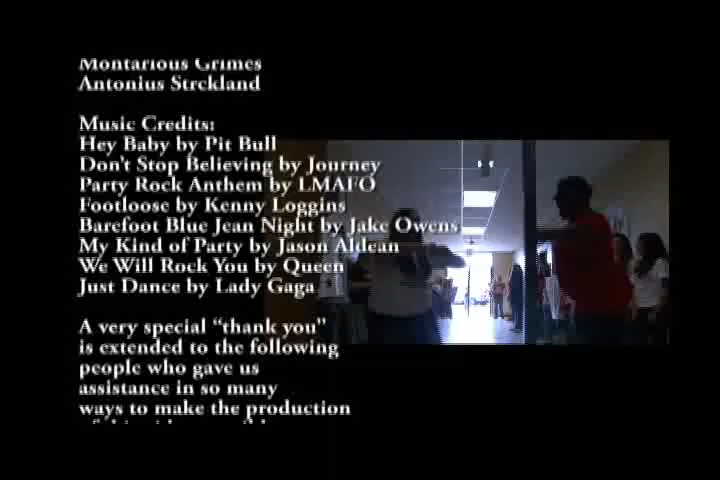 Montarious Grimes
Antonius Strckland
Music Credits:
Hey Baby by Pit Bull
Don't Stop Believing by Journey
Party Rock Anthem by LMAFO
Footloose by Kenny Loggins
Barefoot Blue Jean Night by Jake Owens
My Kind of Party by Jason Aldean
We Will Rock You by Queen
Just Dance by Lady Gaga
A very special “thank you”
is extended to the following
people who gave us
assistance in so many
ways to make the production